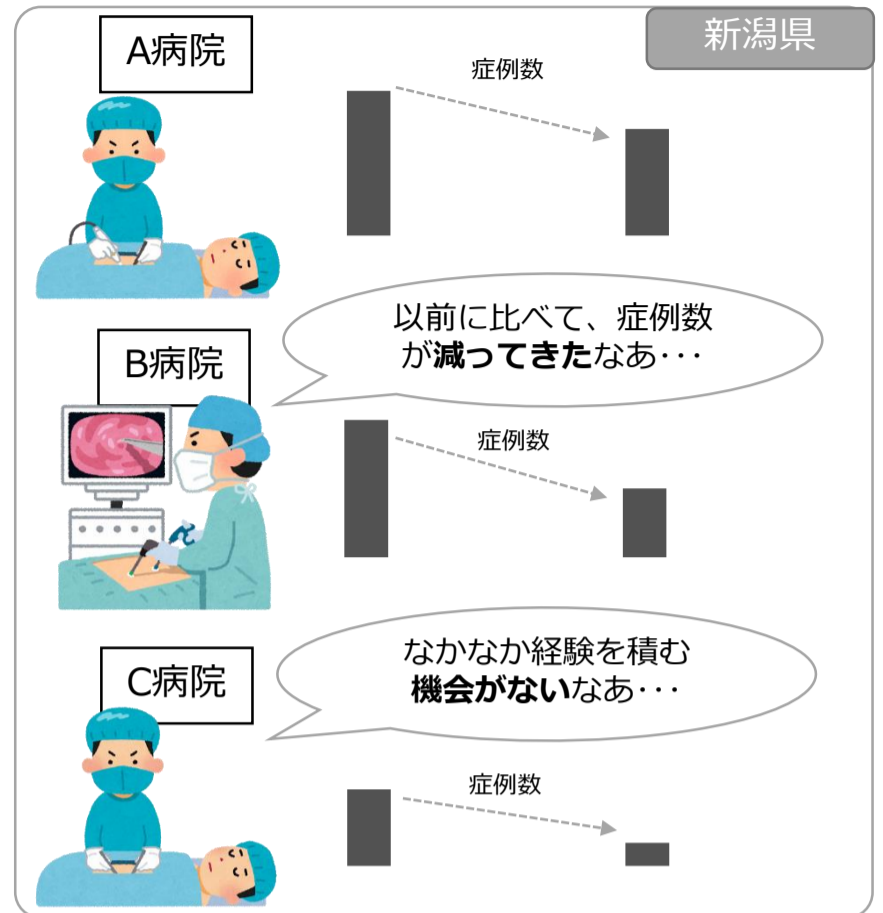 新潟県
A病院
症例数
以前に比べて、症例数
が減ってきたなあ･･･
B病院
症例数
なかなか経験を積む
機会がないなあ･･･
C病院
症例数